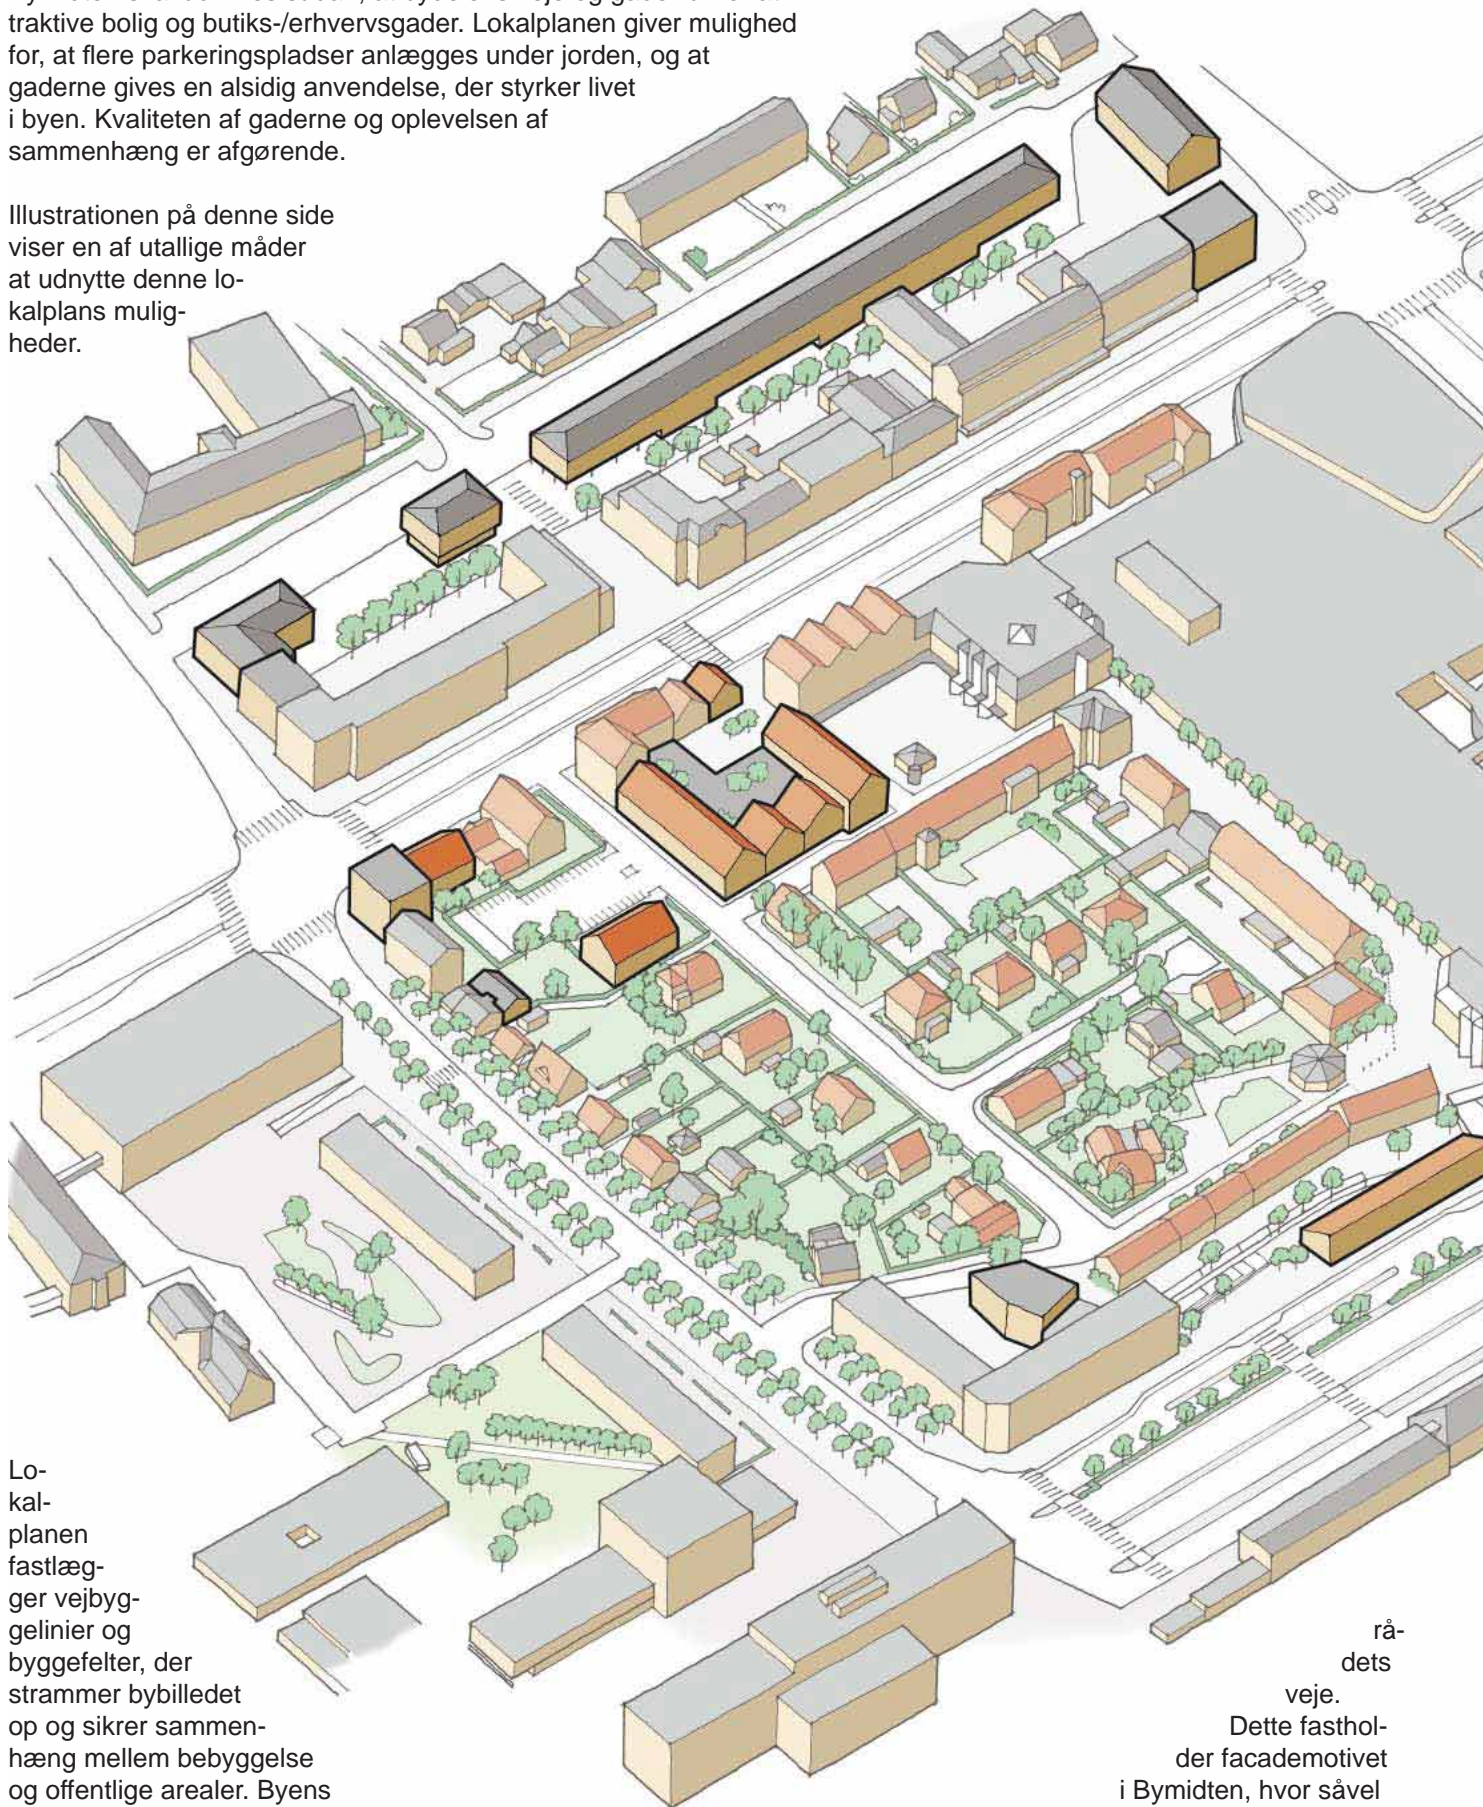 traktive bolig og butiks-/erhvervsgader. Lokalplanen giver mulighed
for, at flere parkeringspladser anlægges under jorden, og at
gaderne gives en alsidig anvendelse, der styrker livet
i byen. Kvaliteten af gaderne og oplevelsen af
sammenhæng er afgørende.
Illustrationen på denne side
viser en af utallige måder
at udnytte denne lo-
kalplans mulig-
heder.
Lo-
kal-
planen
fastlæg-
ger vejbyg-
gelinier og
byggefelter, der
strammer bybilledet
op og sikrer sammen-
hæng mellem bebyggelse
og offentlige arealer. Byens
rå-
dets
veje.
Dette fasthol-
der facademotivet
i Bymidten, hvor såvel